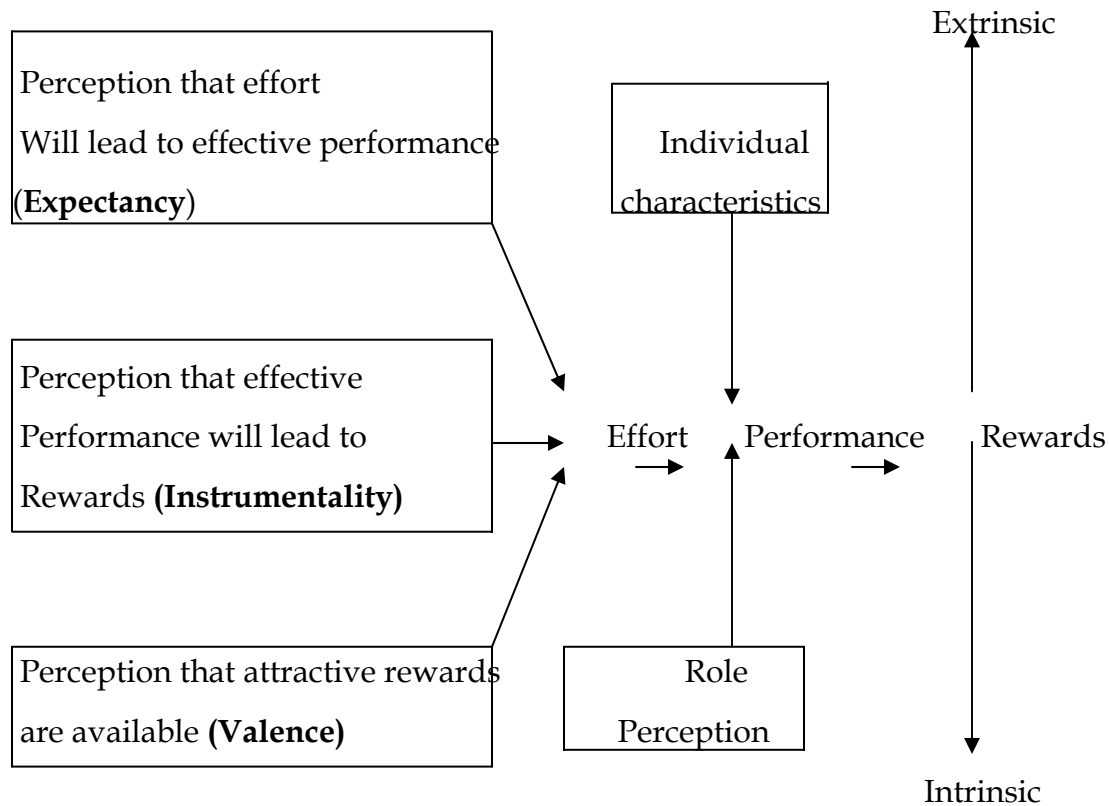 Extrinsic
Perception that effort
Will lead to effective performance
(Expectancy)
Individual
characteristics
Perception that effective
Performance will lead to
Rewards (Instrumentality)
Effort
Performance
Rewards
Perception that attractive rewards
are available (Valence)
Role
Perception
Intrinsic